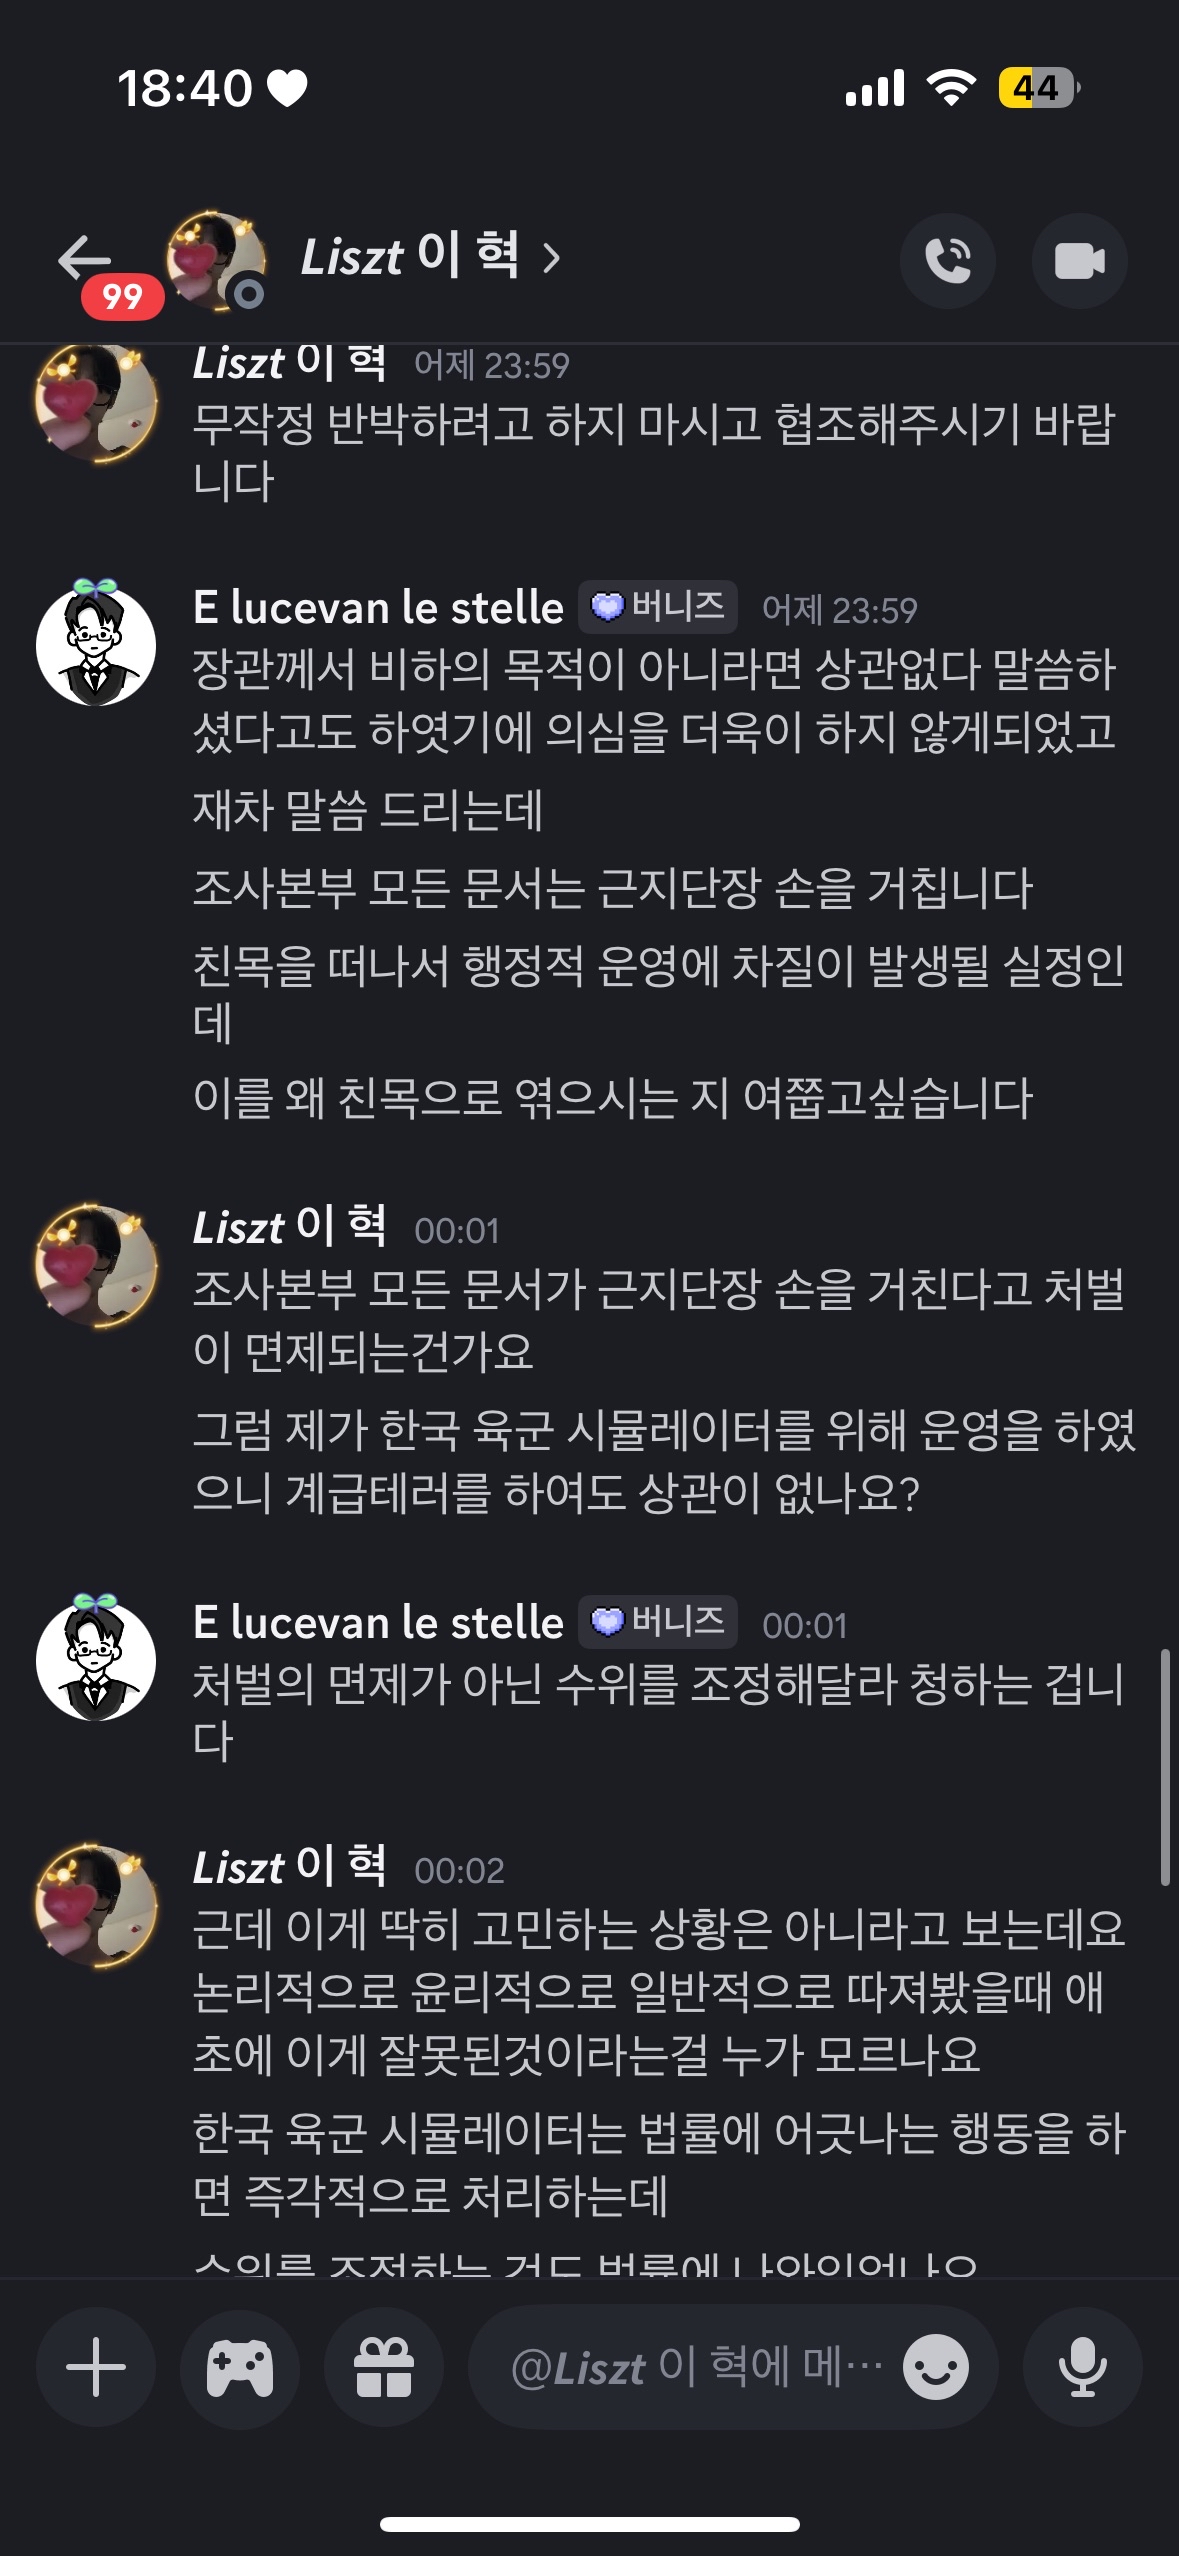 18:40
44
99
Liszt 이 혁
Liszt 이 혁 어제 23:59
무작정 반박하려고 하지 마시고 협조해주시기 바랍
니다
E lucevan le stelle 버니즈 어제 23:59
장관께서 비하의 목적이 아니라면 상관없다 말씀하
셨다고도 하엿기에 의심을 더욱이 하지 않게되었고
재차 말씀 드리는데
조사본부 모든 문서는 근지단장 손을 거칩니다
친목을 떠나서 행정적 운영에 차질이 발생될 실정인
데
이를 왜 친목으로 엮으시는 지 여쭙고싶습니다
Liszt 이 혁 00:01
조사본부 모든 문서가 근지단장 손을 거친다고 처벌
이 면제되는건가요
그럼 제가 한국 육군 시뮬레이터를 위해 운영을 하였
으니 계급테러를 하여도 상관이 없나요?
E lucevan le stelle 버니즈 00:01
처벌의 면제가 아닌 수위를 조정해달라 청하는 겁니
다
Liszt 이 혁 00:02
근데 이게 딱히 고민하는 상황은 아니라고 보는데요
논리적으로 윤리적으로 일반적으로 따져봤을때 애
초에 이게 잘못된것이라는걸 누가 모르나요
한국 육군 시뮬레이터는 법률에 어긋나는 행동을 하
면 즉각적으로 처리하는데
수위를 조정하는 것도 법률에 나와있었나요
@Liszt 이 혁에 메…